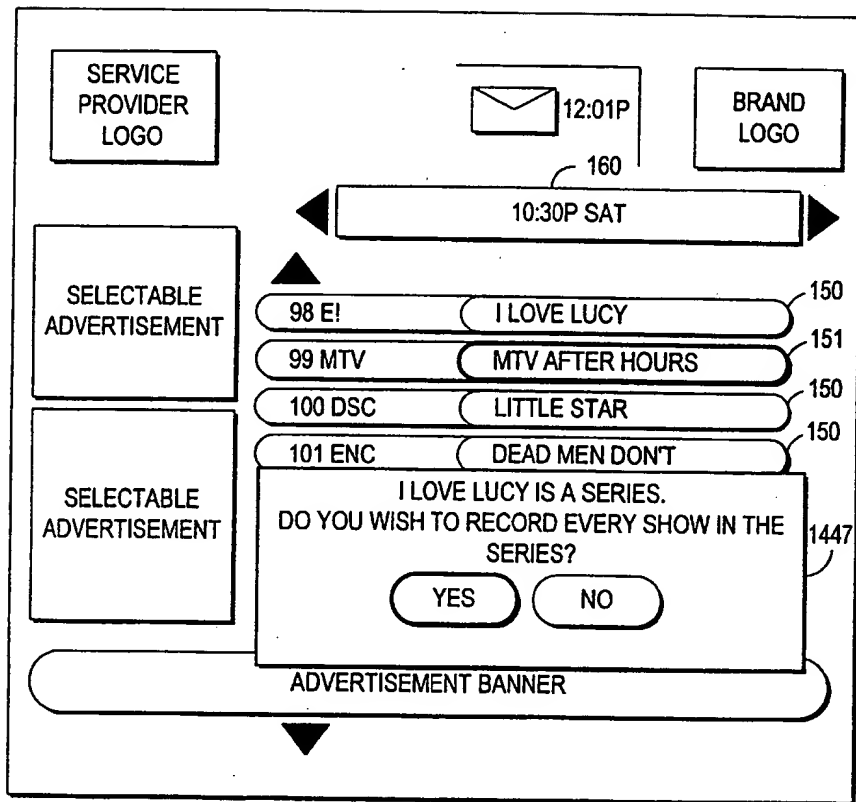 SERVICE
PROVIDER
LOGO
12:01P
BRAND
LOGO
160
10:30P SAT
SELECTABLE
ADVERTISEMENT
98 E! I LOVE LUCY 150
99 MTV MTV AFTER HOURS 151
100 DSC LITTLE STAR 150
101 ENC DEAD MEN DON'T 150
SELECTABLE
ADVERTISEMENT
I LOVE LUCY IS A SERIES.
DO YOU WISH TO RECORD EVERY SHOW IN THE
SERIES?
1447
YES NO
ADVERTISEMENT BANNER